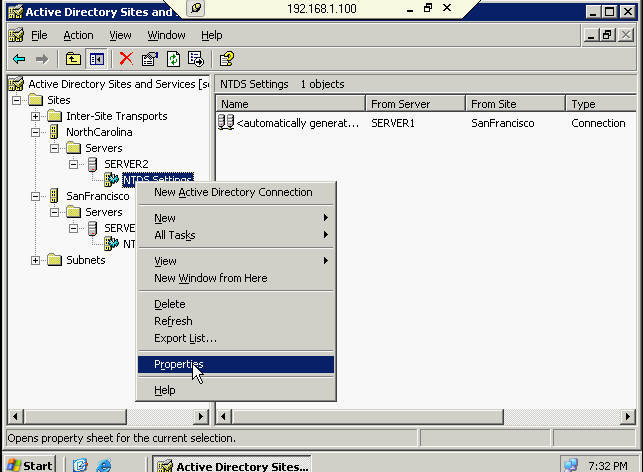 Active Directory Sites and
192.168.1.100
File Action View Window Help
Active Directory Sites and Services [se
Sites
Inter-Site Transports
NorthCarolina
Servers
SERVER2
NTDS Settings
SanFrancisco
Servers
SERVE
NT
Subnets
NTDS Settings 1 objects
Name From Server From Site Type
<automatically generat... SERVER1 SanFrancisco Connection
New Active Directory Connection
New
All Tasks
View
New Window from Here
Delete
Refresh
Export List...
Properties
Help
Opens property sheet for the current selection.
Start Active Directory Sites... 7:32 PM